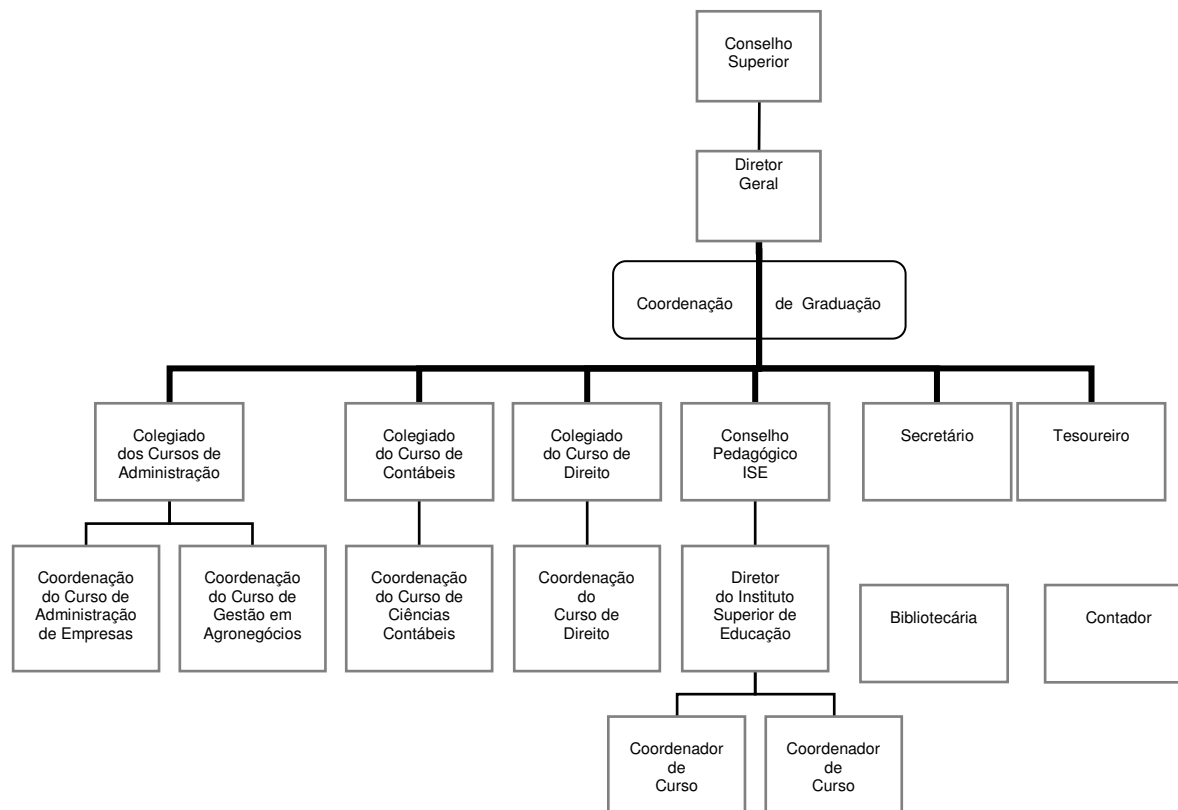 Conselho
Superior
Diretor
Geral
Coordenação de Graduação
Colegiado
dos Cursos de
Administração
Colegiado
do Curso de
Contábeis
Colegiado
do Curso de
Direito
Conselho
Pedagógico
ISE
Secretário
Tesoureiro
Coordenação
do Curso de
Administração
de Empresas
Coordenação
do Curso de
Gestão em
Agronegócios
Coordenação
do Curso de
Ciências
Contábeis
Coordenação
do
Curso de
Direito
Diretor
do Instituto
Superior de
Educação
Bibliotecária
Contador
Coordenador
de
Curso
Coordenador
de
Curso